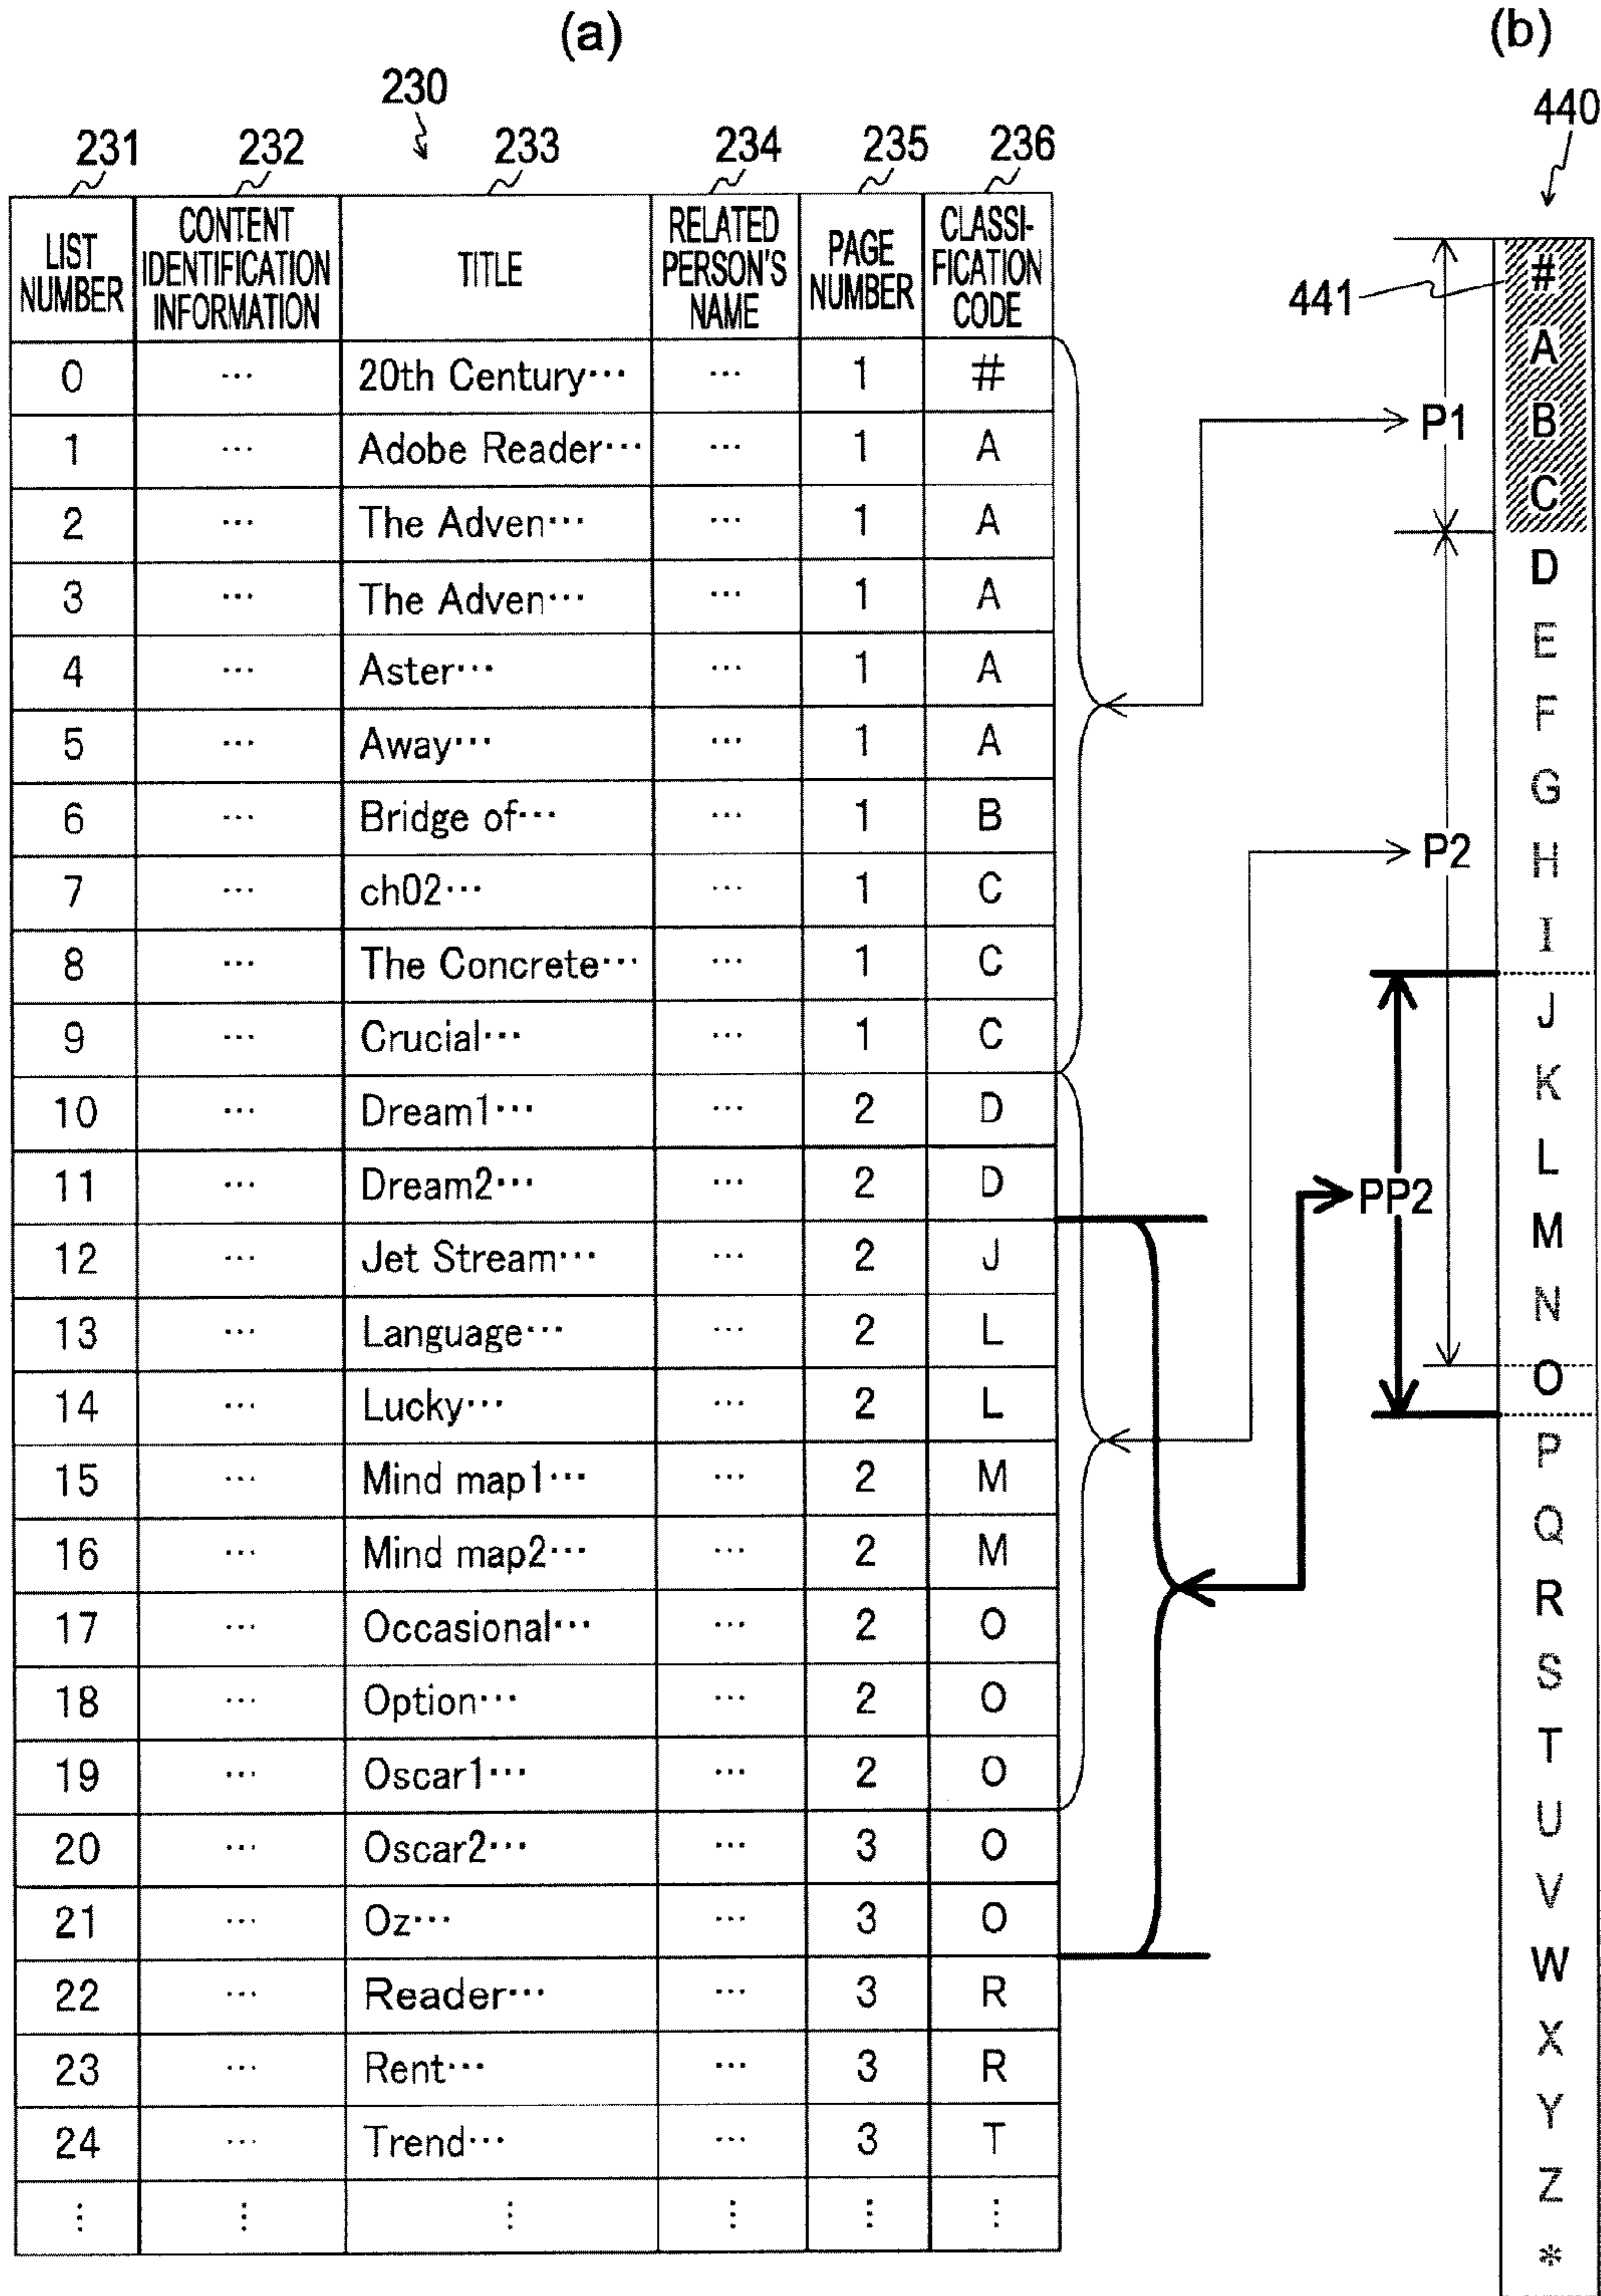 (a)
(b)
230
440
231 232 233 234 235 236
LIST NUMBER
CONTENT IDENTIFICATION INFORMATION
TITLE
RELATED PERSON'S NAME
PAGE NUMBER
CLASSI-FICATION CODE
0 ... 20th Century... ... 1 #
1 ... Adobe Reader... ... 1 A
2 ... The Adven... ... 1 A
3 ... The Adven... ... 1 A
4 ... Aster... ... 1 A
5 ... Away... ... 1 A
6 ... Bridge of... ... 1 B
7 ... ch02... ... 1 C
8 ... The Concrete... ... 1 C
9 ... Crucial... ... 1 C
10 ... Dream1... ... 2 D
11 ... Dream2... ... 2 D
12 ... Jet Stream... ... 2 J
13 ... Language... ... 2 L
14 ... Lucky... ... 2 L
15 ... Mind map1... ... 2 M
16 ... Mind map2... ... 2 M
17 ... Occasional... ... 2 O
18 ... Option... ... 2 O
19 ... Oscar1... ... 2 O
20 ... Oscar2... ... 3 O
21 ... Oz... ... 3 O
22 ... Reader... ... 3 R
23 ... Rent... ... 3 R
24 ... Trend... ... 3 T
⋮ ⋮ ⋮ ⋮ ⋮ ⋮
441
P1
P2
PP2
#
A
B
C
D
E
F
G
H
I
J
K
L
M
N
O
P
Q
R
S
T
U
V
W
X
Y
Z
*